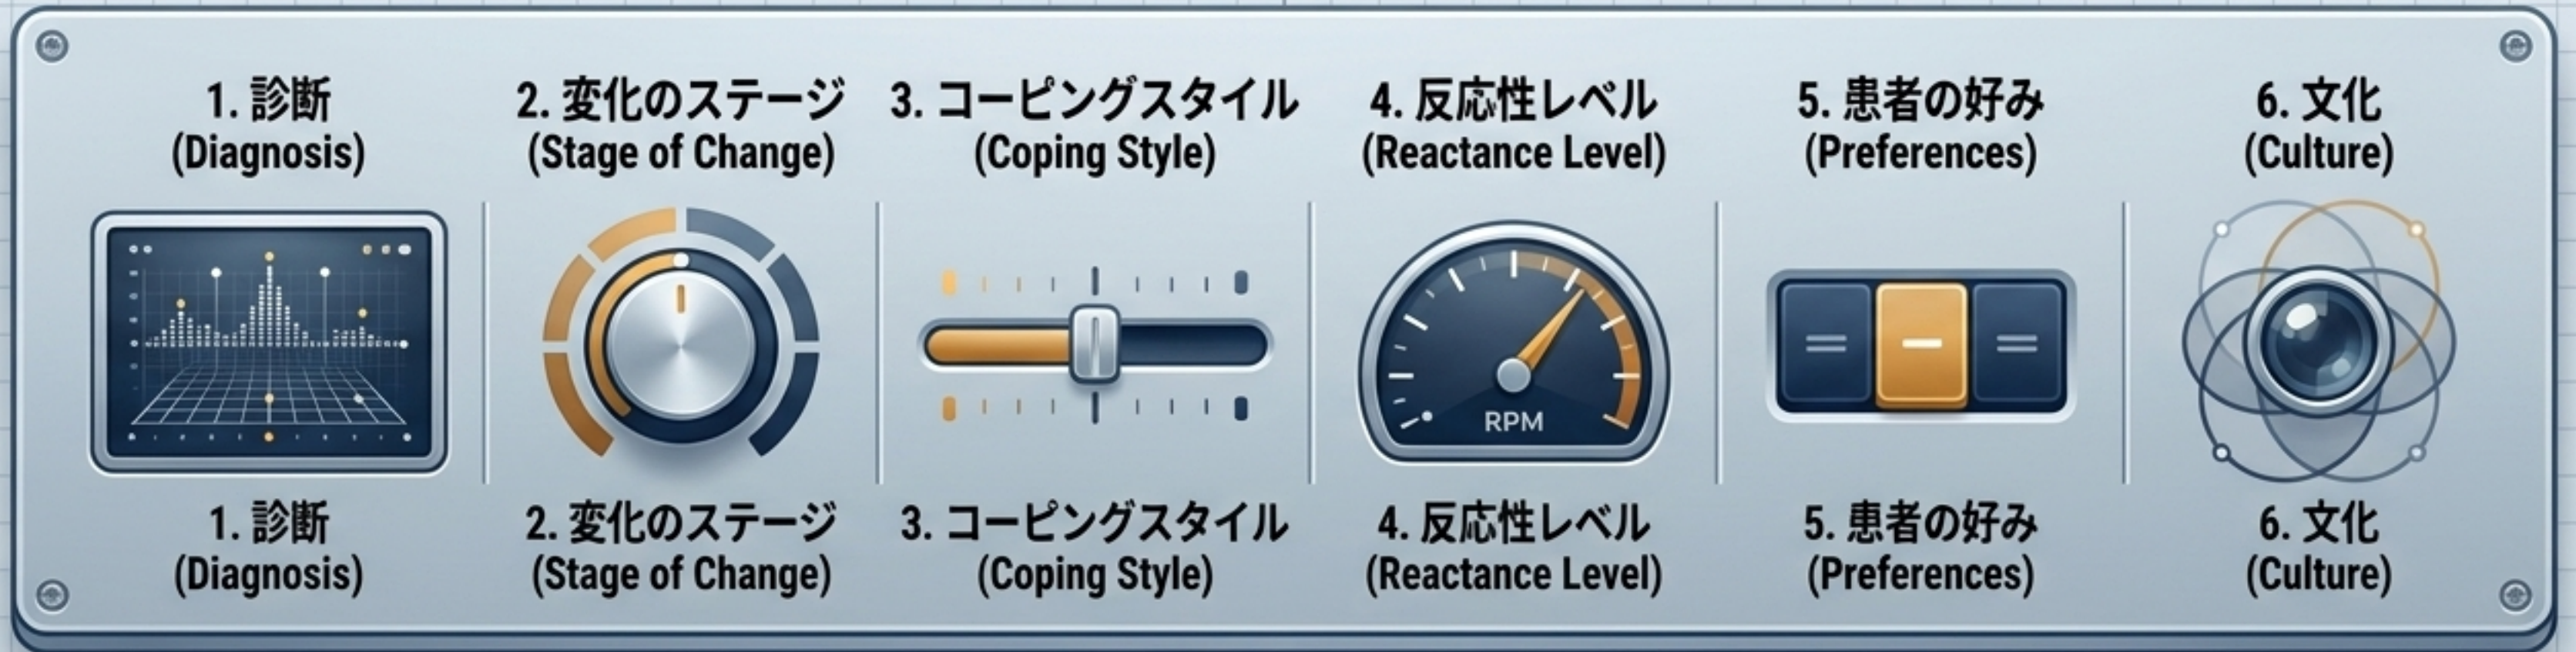 1. 診断
(Diagnosis)
2. 変化のステージ
(Stage of Change)
3. コーピングスタイル
(Coping Style)
4. 反応性レベル
(Reactance Level)
5. 患者の好み
(Preferences)
6. 文化
(Culture)
RPM
1. 診断
(Diagnosis)
2. 変化のステージ
(Stage of Change)
3. コーピングスタイル
(Coping Style)
4. 反応性レベル
(Reactance Level)
5. 患者の好み
(Preferences)
6. 文化
(Culture)